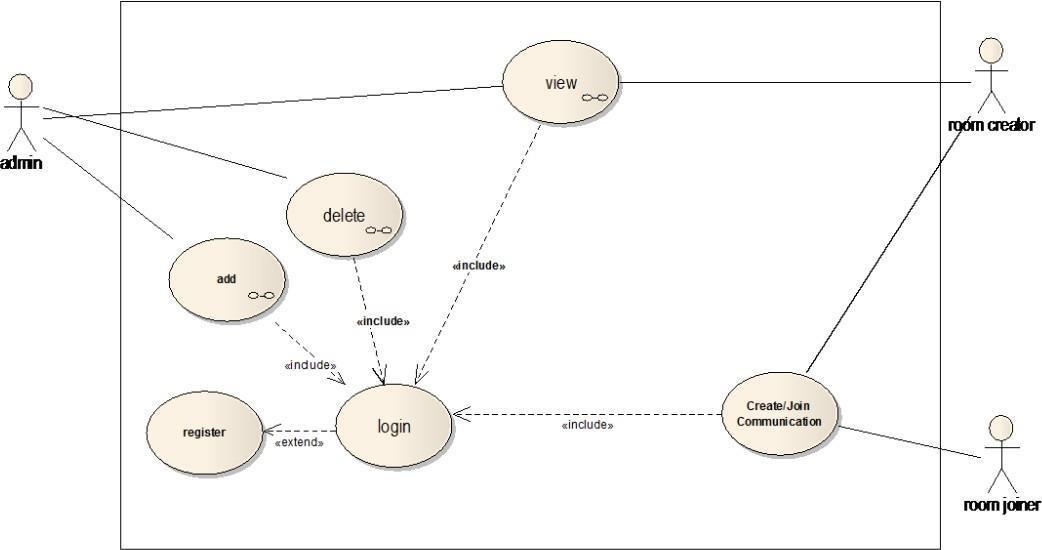 view
room creator
admin
delete
«include»
add
«include»
«include»
Create/Join
Communication
login
«include»
register
«extend»
room joiner